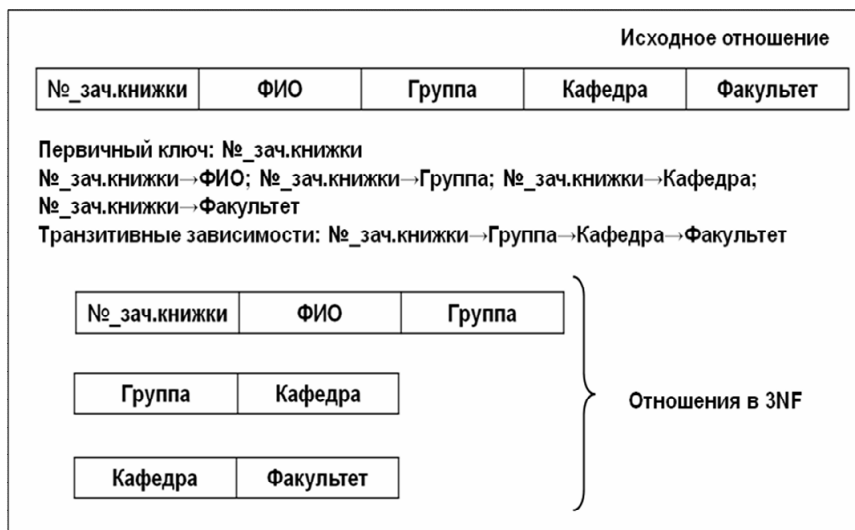 Исходное отношение
№_зач.книжки ФИО Группа Кафедра Факультет
Первичный ключ: №_зач.книжки
№_зач.книжки→ФИО; №_зач.книжки→Группа; №_зач.книжки→Кафедра;
№_зач.книжки→Факультет
Транзитивные зависимости: №_зач.книжки→Группа→Кафедра→Факультет
№_зач.книжки ФИО Группа
Группа Кафедра
Отношения в 3NF
Кафедра Факультет